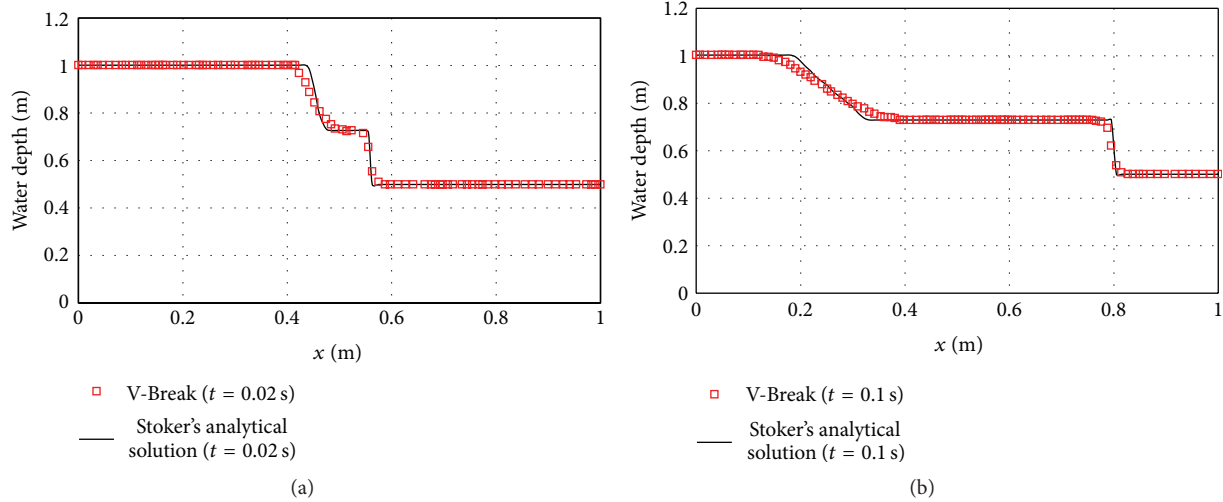 1.2
1
0.8
0.6
0.4
0.2
0
Water depth (m)
0 0.2 0.4 0.6 0.8 1
x (m)
V-Break (t = 0.02 s)
Stoker's analytical
solution (t = 0.02 s)
(a)
1.2
1
0.8
0.6
0.4
0.2
0
Water depth (m)
0 0.2 0.4 0.6 0.8 1
x (m)
V-Break (t = 0.1 s)
Stoker's analytical
solution (t = 0.1 s)
(b)